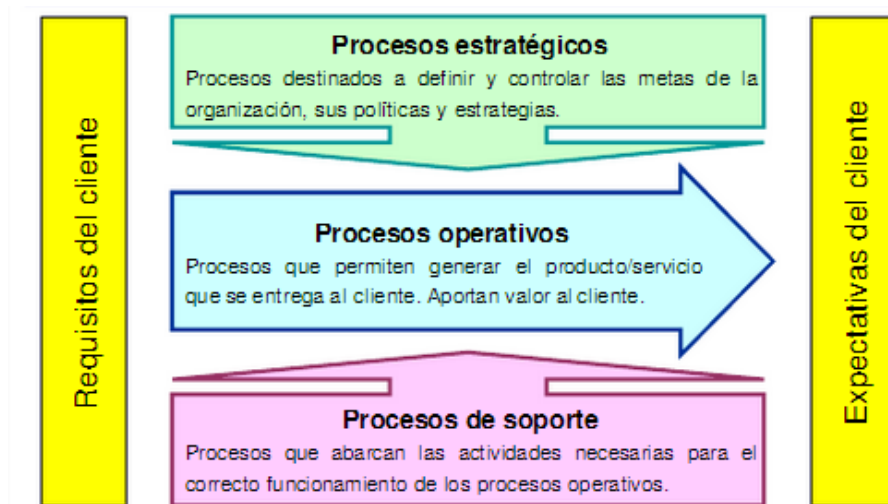 Requisitos del cliente
Procesos estratégicos
Procesos destinados a definir y controlar las metas de la
organización, sus políticas y estrategias.
Procesos operativos
Procesos que permiten generar el producto/servicio
que se entrega al cliente. Aportan valor al cliente.
Procesos de soporte
Procesos que abarcan las actividades necesarias para el
correcto funcionamiento de los procesos operativos.
Expectativas del cliente